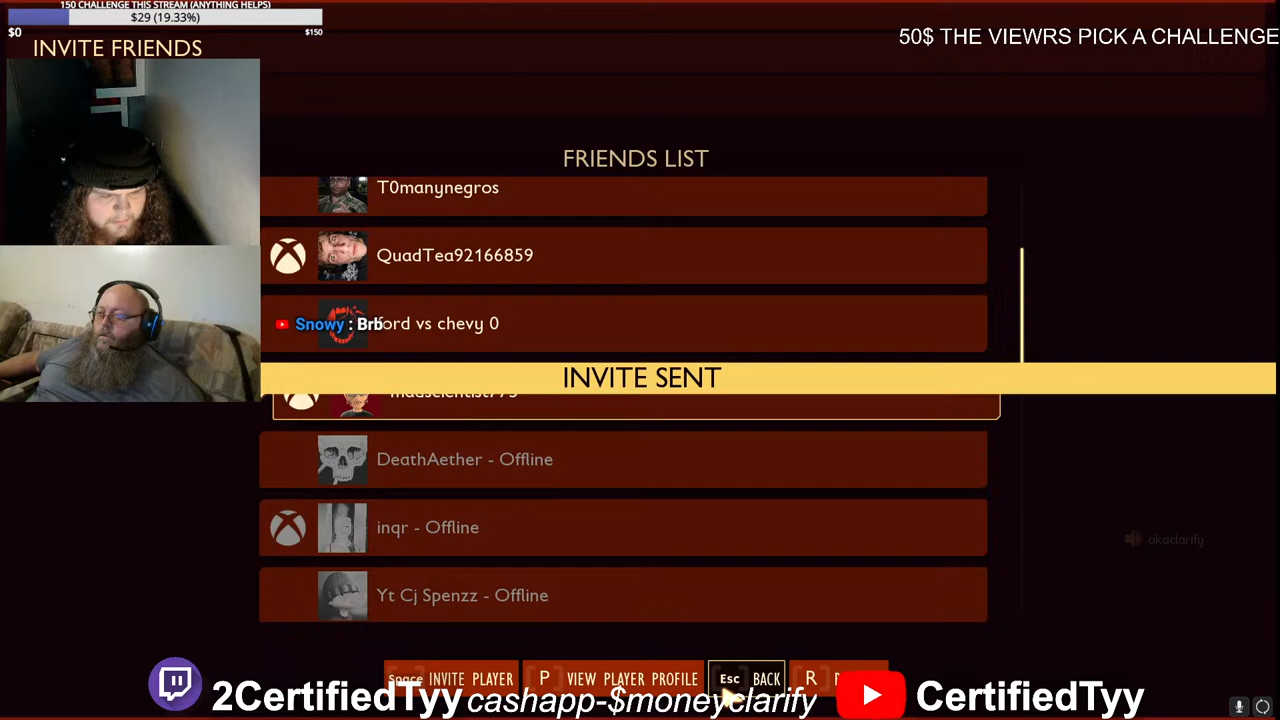 150 CHALLENGE THIS STREAM (ANYTHING HELPS)
$29 (19.33%)
$0
$150
INVITE FRIENDS
50$ THE VIEWRS PICK A CHALLENGE
FRIENDS LIST
T0manynegros
QuadTea92166859
Snowy : Brb
ford vs chevy 0
INVITE SENT
DeathAether - Offline
inqr - Offline
akaclarify
Yt Cj Spenzz - Offline
Space INVITE PLAYER
P VIEW PLAYER PROFILE
Esc BACK
R
2CertifiedTyy
cashapp-$moneyclarify
CertifiedTyy